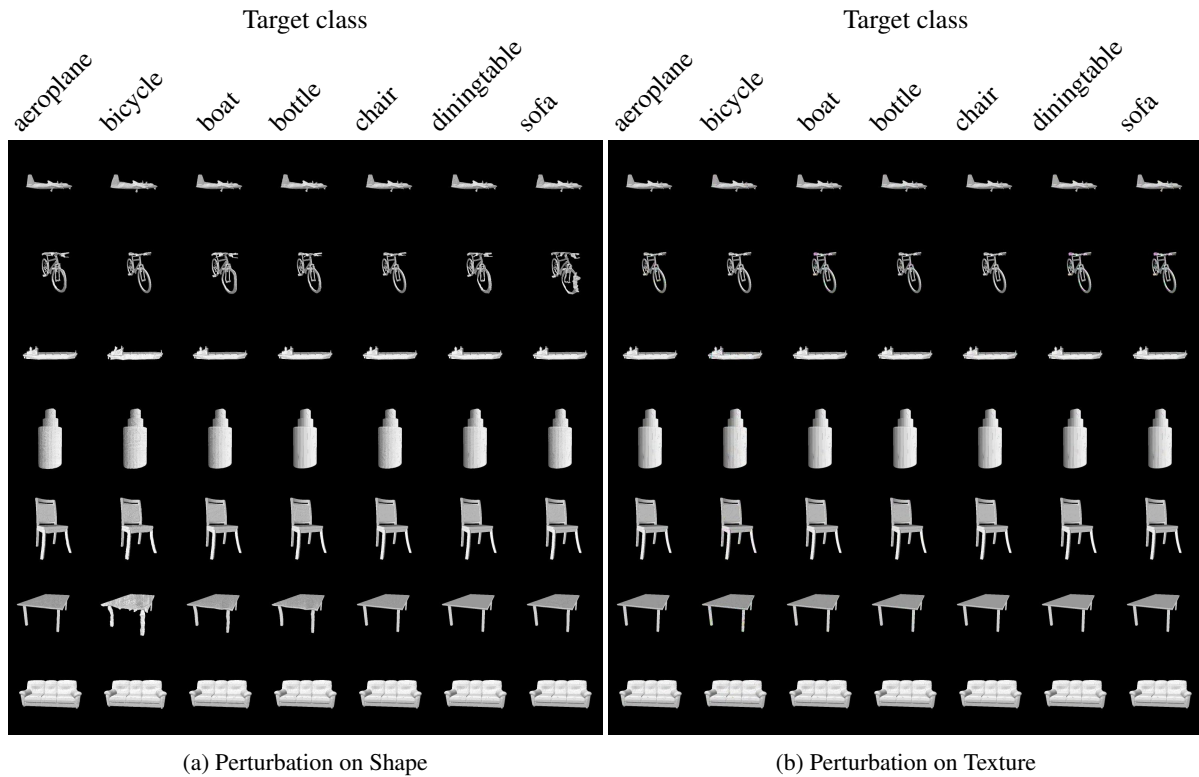 Target class
aeroplane
bicycle
boat
bottle
chair
diningtable
sofa
Target class
aeroplane
bicycle
boat
bottle
chair
diningtable
sofa
(a) Perturbation on Shape
(b) Perturbation on Texture